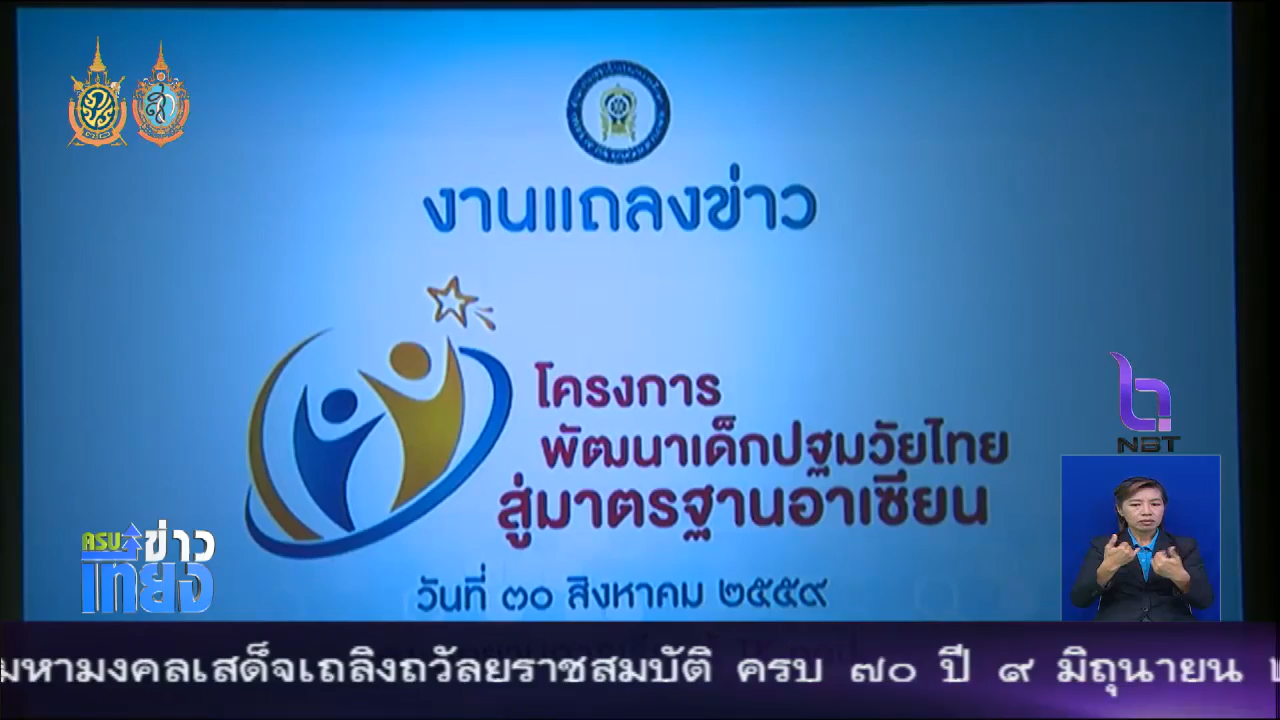 งานแถลงข่าว
โครงการ
พัฒนาเด็กปฐมวัยไทย
สู่มาตรฐานอาเซียน
วันที่ ๓๐ สิงหาคม ๒๕๕๙
NBT
ครบ
ข่าว
เที่ยง
มหามงคลเสด็จเถลิงถวัลยราชสมบัติ ครบ ๗๐ ปี ๙ มิถุนายน